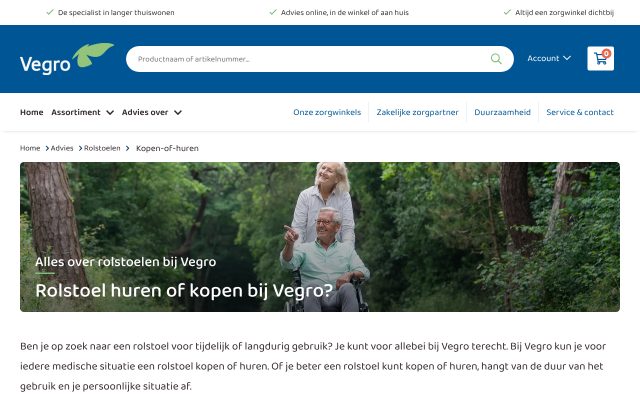 De specialist in langer thuiswonen
Advies online, in de winkel of aan huis
Altijd een zorgwinkel dichtbij
Vegro
Productnaam of artikelnummer...
Account
0
Home
Assortiment
Advies over
Onze zorgwinkels
Zakelijke zorgpartner
Duurzaamheid
Service & contact
Home > Advies > Rolstoelen > Kopen-of-huren
Alles over rolstoelen bij Vegro
Rolstoel huren of kopen bij Vegro?
Ben je op zoek naar een rolstoel voor tijdelijk of langdurig gebruik? Je kunt voor allebei bij Vegro terecht. Bij Vegro kun je voor
iedere medische situatie een rolstoel kopen of huren. Of je beter een rolstoel kunt kopen of huren, hangt van de duur van het
gebruik en je persoonlijke situatie af.